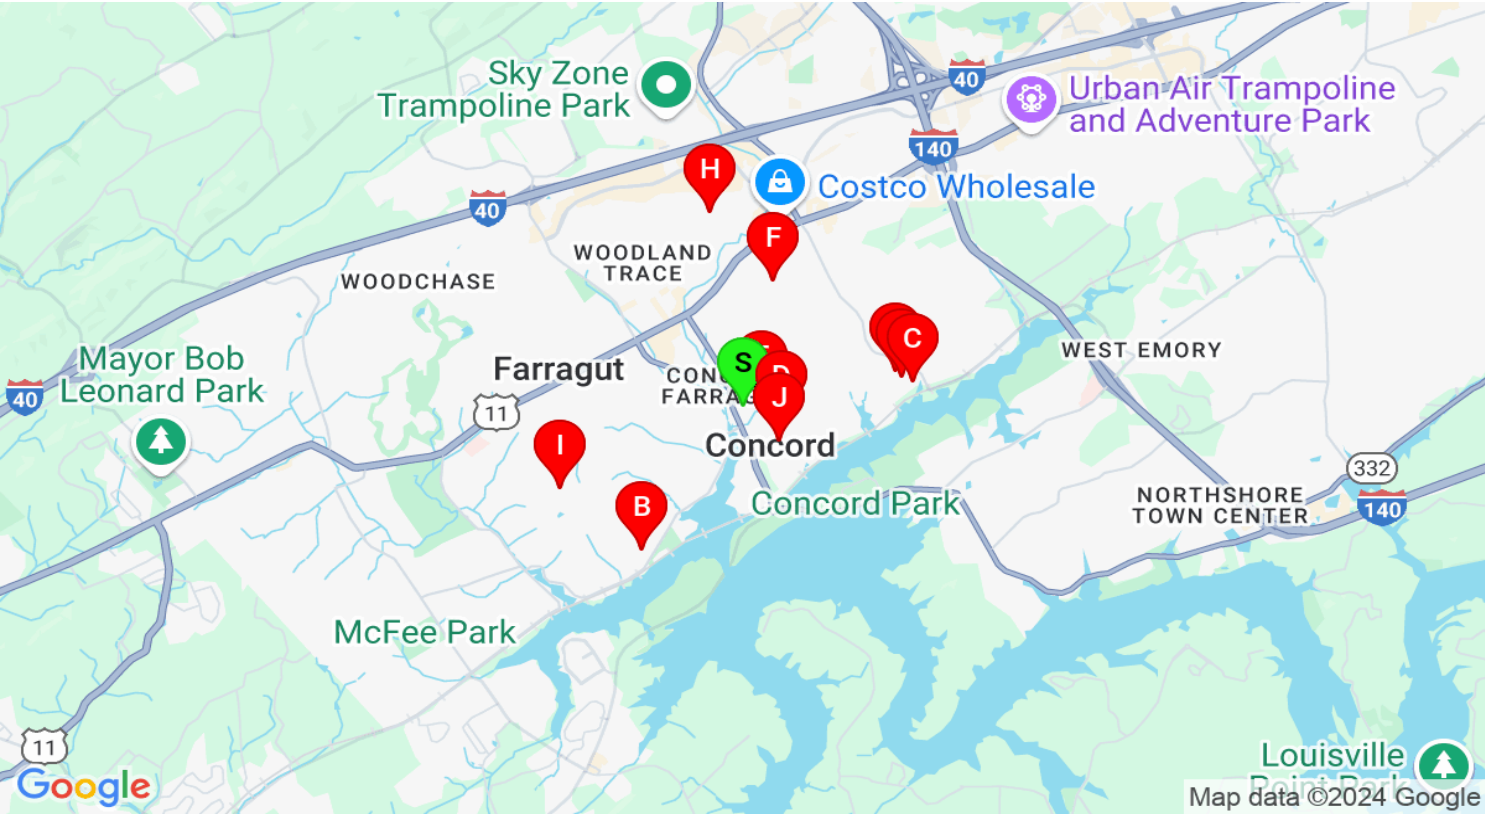 Sky Zone
Trampoline Park
40
Urban Air Trampoline
and Adventure Park
140
H
Costco Wholesale
40
F
WOODLAND
TRACE
WOODCHASE
C
WEST EMORY
Mayor Bob
Leonard Park
Farragut
S
D
J
40
11
Concord
I
332
B
Concord Park
NORTHSHORE
TOWN CENTER
140
McFee Park
11
Google
Louisville
Point Park
Map data ©2024 Google